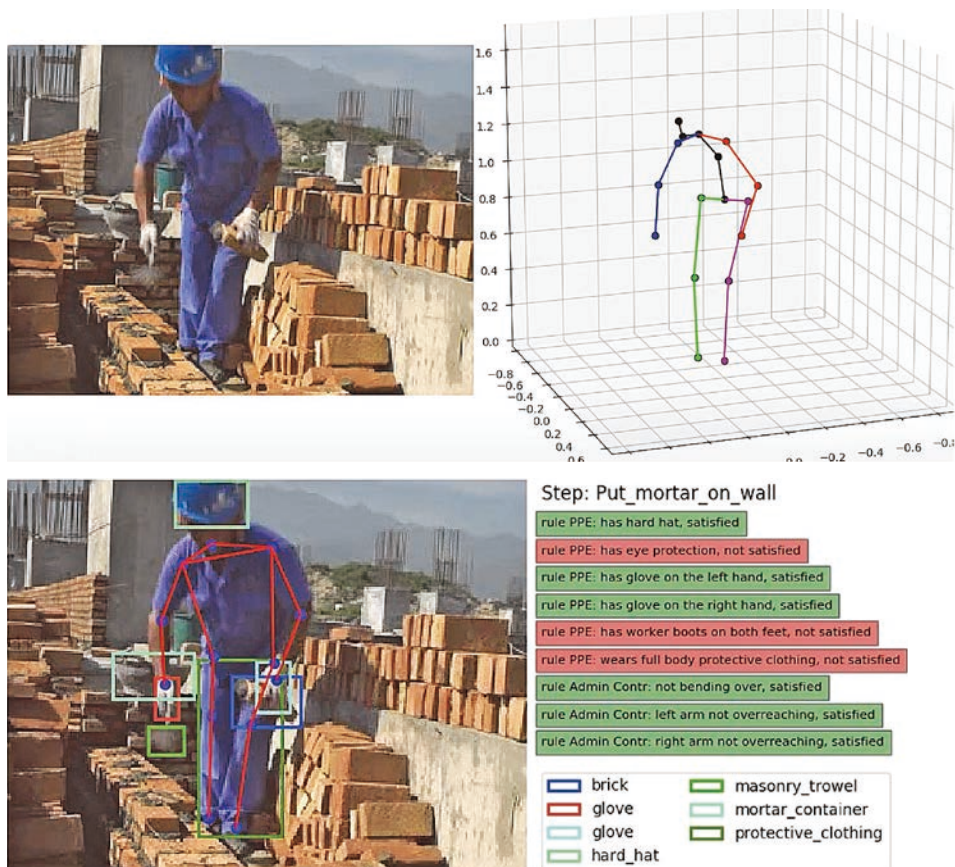 1.6
1.4
1.2
1.0
0.8
0.6
0.4
0.2
0.0
−0.8
−0.6
−0.4
−0.2
0.0
0.2
0.4
−0.2
−0.4
−0.6
Step: Put_mortar_on_wall
rule PPE: has hard hat, satisfied
rule PPE: has eye protection, not satisfied
rule PPE: has glove on the left hand, satisfied
rule PPE: has glove on the right hand, satisfied
rule PPE: has worker boots on both feet, not satisfied
rule PPE: wears full body protective clothing, not satisfied
rule Admin Contr: not bending over, satisfied
rule Admin Contr: left arm not overreaching, satisfied
rule Admin Contr: right arm not overreaching, satisfied
brick masonry_trowel
glove mortar_container
glove protective_clothing
hard_hat